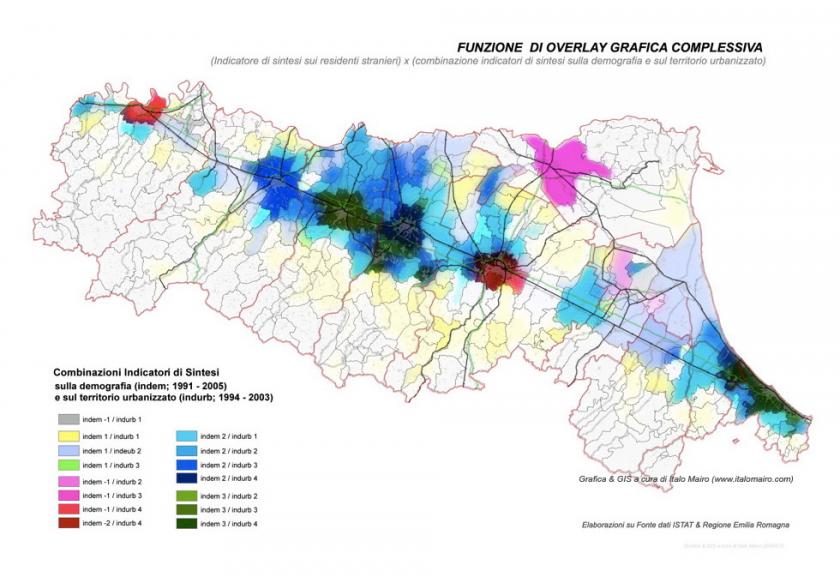 FUNZIONE DI OVERLAY GRAFICA COMPLESSIVA
(Indicatore di sintesi sui residenti stranieri) x (combinazione indicatori di sintesi sulla demografia e sul territorio urbanizzato)
Combinazioni Indicatori di Sintesi
sulla demografia (indem; 1991 - 2005)
e sul territorio urbanizzato (indurb; 1994 - 2003)
indem -1 / indurb 1
indem 1 / indurb 1
indem 1 / indeub 2
indem 1 / indurb 3
indem -1 / indurb 2
indem -1 / indurb 3
indem -1 / indurb 4
indem -2 / indurb 4
indem 2 / indurb 1
indem 2 / indurb 2
indem 2 / indurb 3
indem 2 / indurb 4
indem 3 / indurb 2
indem 3 / indurb 3
indem 3 / indurb 4
Grafica & GIS a cura di Italo Mairo (www.italomairo.com)
Elaborazioni su Fonte dati ISTAT & Regione Emilia Romagna